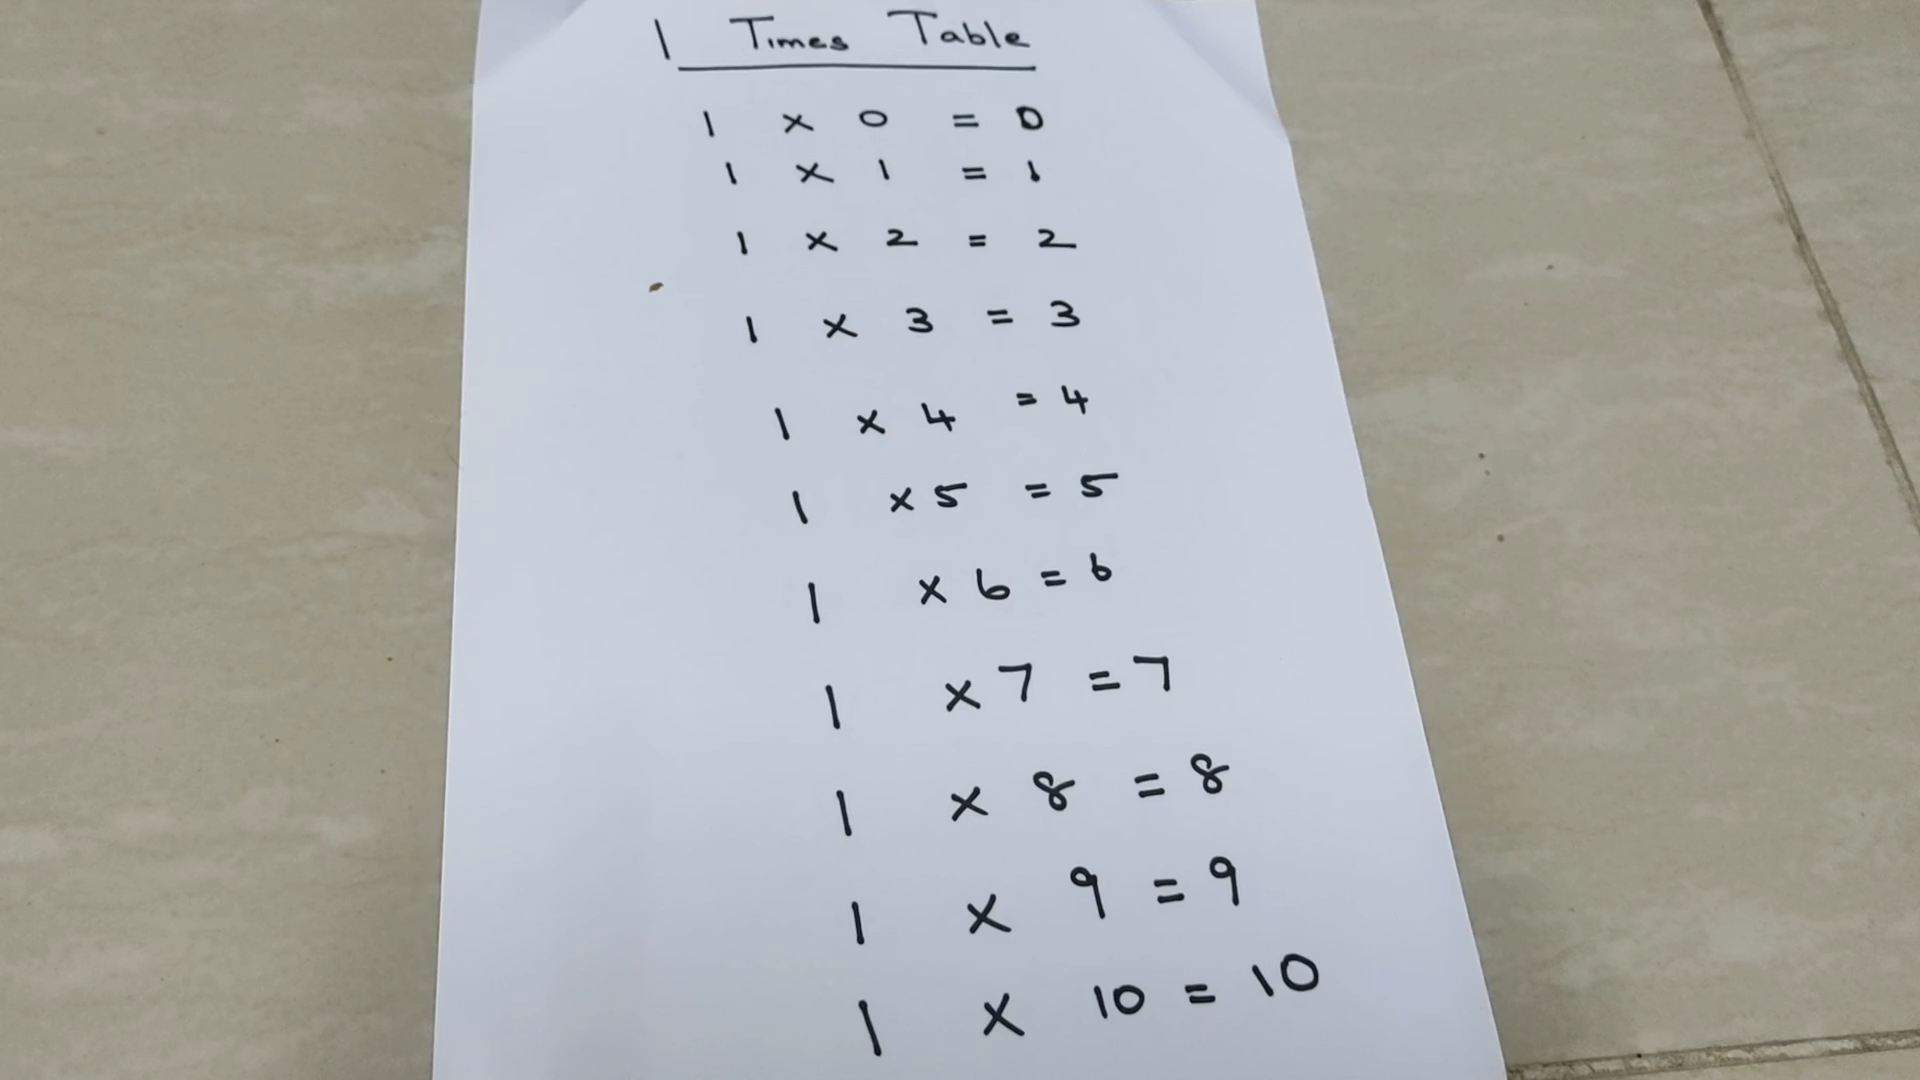 1 Times Table
1 × 0 = 0
1 × 1 = 1
1 × 2 = 2
1 × 3 = 3
1 × 4 = 4
1 × 5 = 5
1 × 6 = 6
1 × 7 = 7
1 × 8 = 8
1 × 9 = 9
1 × 10 = 10